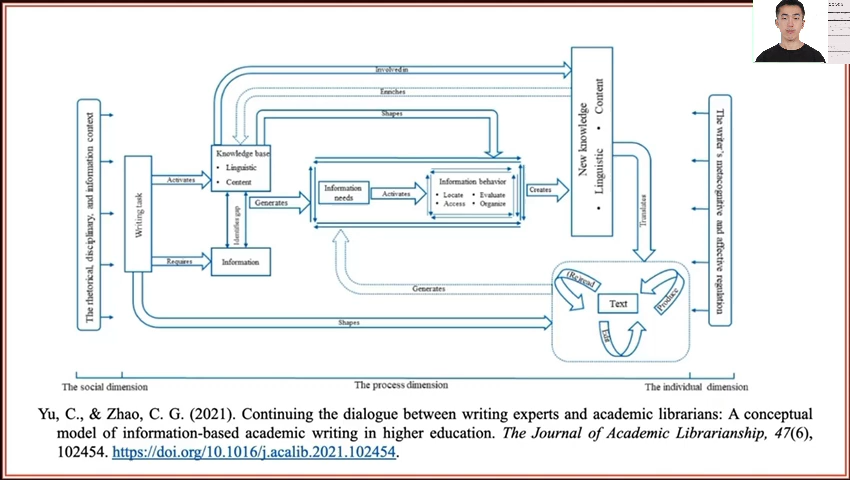 Involved in
Enriches
Shapes
The rhetorical, disciplinary, and information context
Writing task
Activates
Requires
Knowledge base
• Linguistic
• Content
Identifies gap
Information
Generates
Information needs
Activates
Information behavior
• Locate • Evaluate
• Access • Organize
Creates
New knowledge
• Linguistic • Content
Translates
The writer's metacognitive and affective regulation
Generates
Shapes
(Re)read
Text
Produce
Edit
The social dimension
The process dimension
The individual dimension
Yu, C., & Zhao, C. G. (2021). Continuing the dialogue between writing experts and academic librarians: A conceptual
model of information-based academic writing in higher education. The Journal of Academic Librarianship, 47(6),
102454. https://doi.org/10.1016/j.acalib.2021.102454.